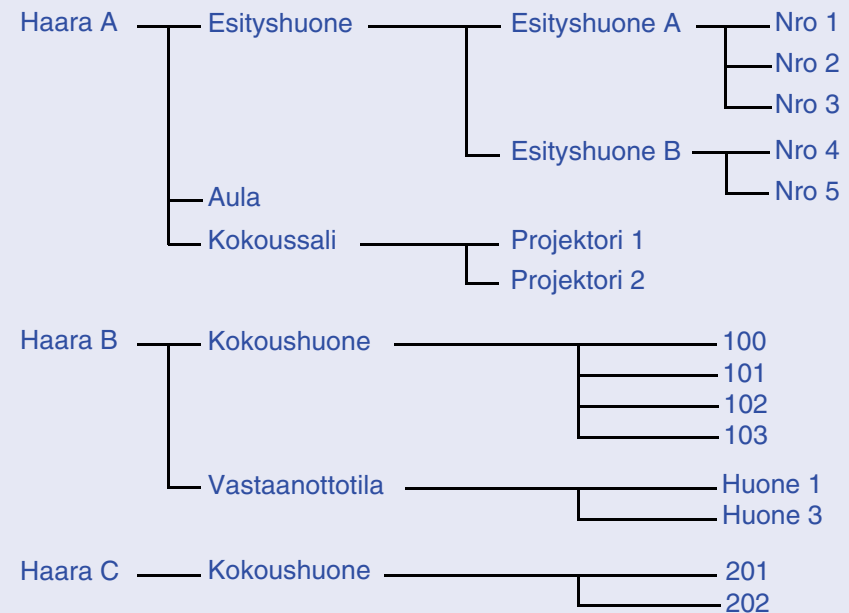 Haara A Esityshuone Esityshuone A Nro 1
Nro 2
Nro 3
Esityshuone B Nro 4
Nro 5
Aula
Kokoussali Projektori 1
Projektori 2
Haara B Kokoushuone 100
101
102
103
Vastaanottotila Huone 1
Huone 3
Haara C Kokoushuone 201
202